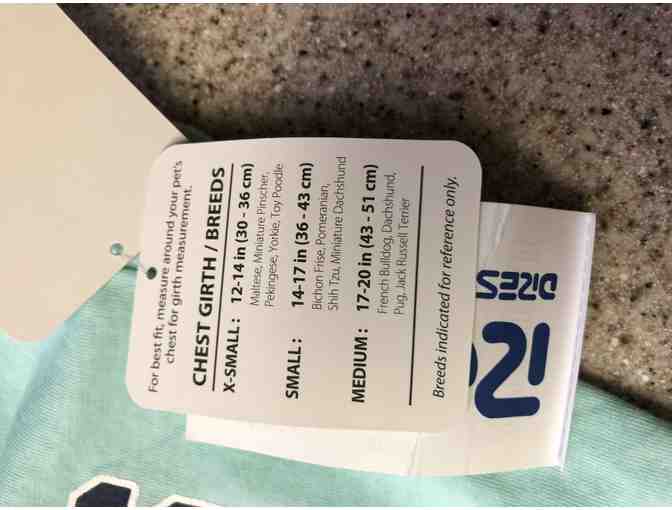 For best fit, measure around your pet's
chest for girth measurement.
CHEST GIRTH / BREEDS
X-SMALL : 12-14 in (30 - 36 cm)
Maltese, Miniature Pinscher,
Pekingese, Yorkie, Toy Poodle
SMALL : 14-17 in (36 - 43 cm)
Bichon Frise, Pomeranian,
Shih Tzu, Miniature Dachshund
MEDIUM : 17-20 in (43 - 51 cm)
French Bulldog, Dachshund,
Pug, Jack Russell Terrier
Breeds indicated for reference only.